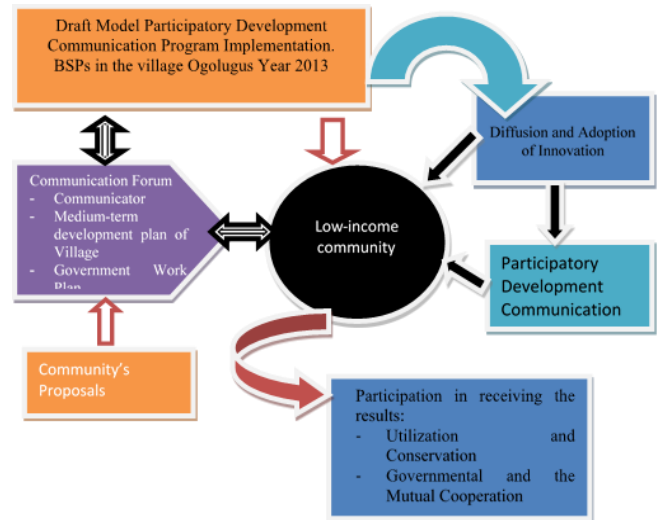 Draft Model Participatory Development
Communication Program Implementation.
BSPs in the village Ogolugus Year 2013
Diffusion and Adoption
of Innovation
Communication Forum
- Communicator
- Medium-term
development plan of
Village
- Government Work
Plan
Low-income
community
Participatory
Development
Communication
Community's
Proposals
Participation in receiving the
results:
- Utilization and
Conservation
- Governmental and the
Mutual Cooperation